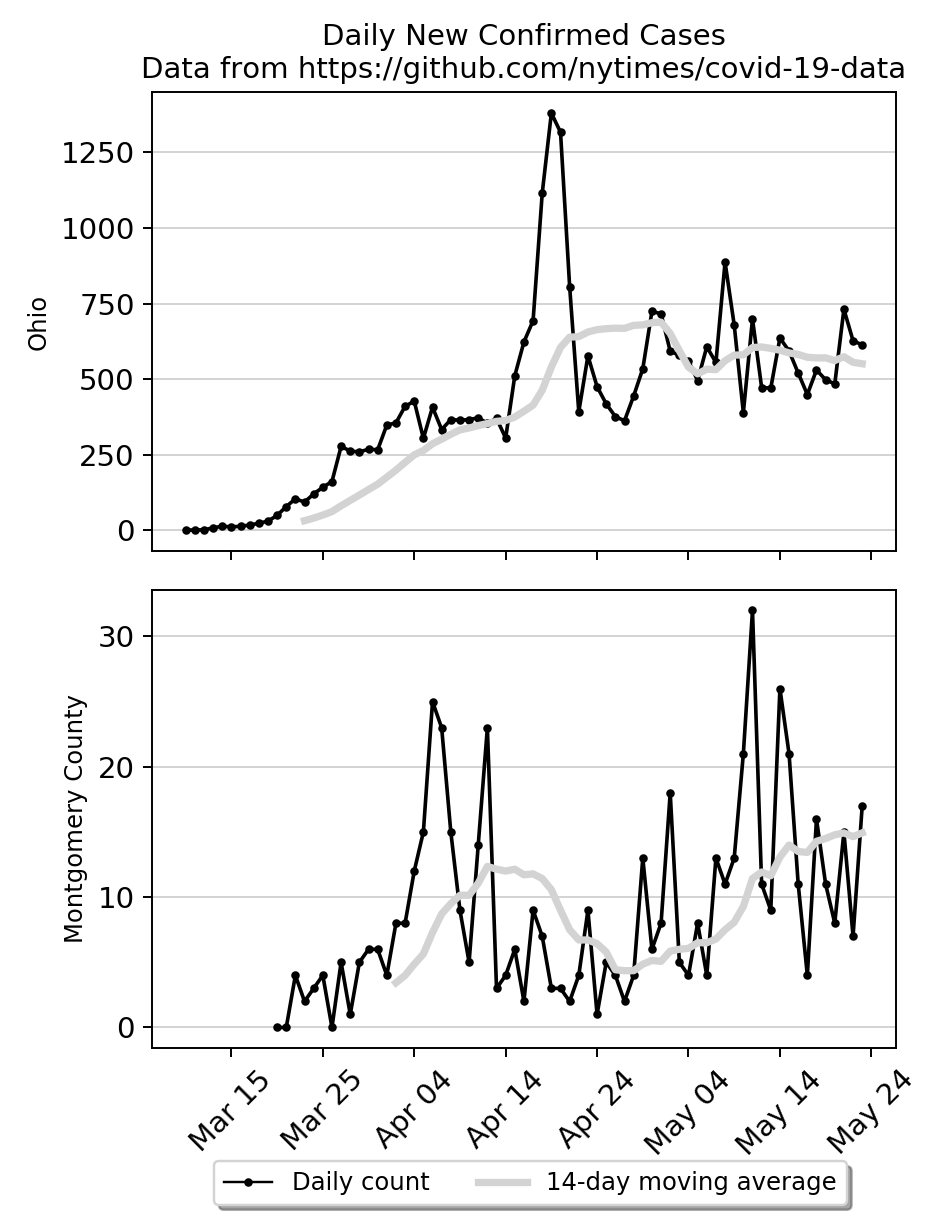 Daily New Confirmed Cases
Data from https://github.com/nytimes/covid-19-data
Ohio
1250
1000
750
500
250
0
Montgomery County
30
20
10
0
Mar 15
Mar 25
Apr 04
Apr 14
Apr 24
May 04
May 14
May 24
Daily count
14-day moving average